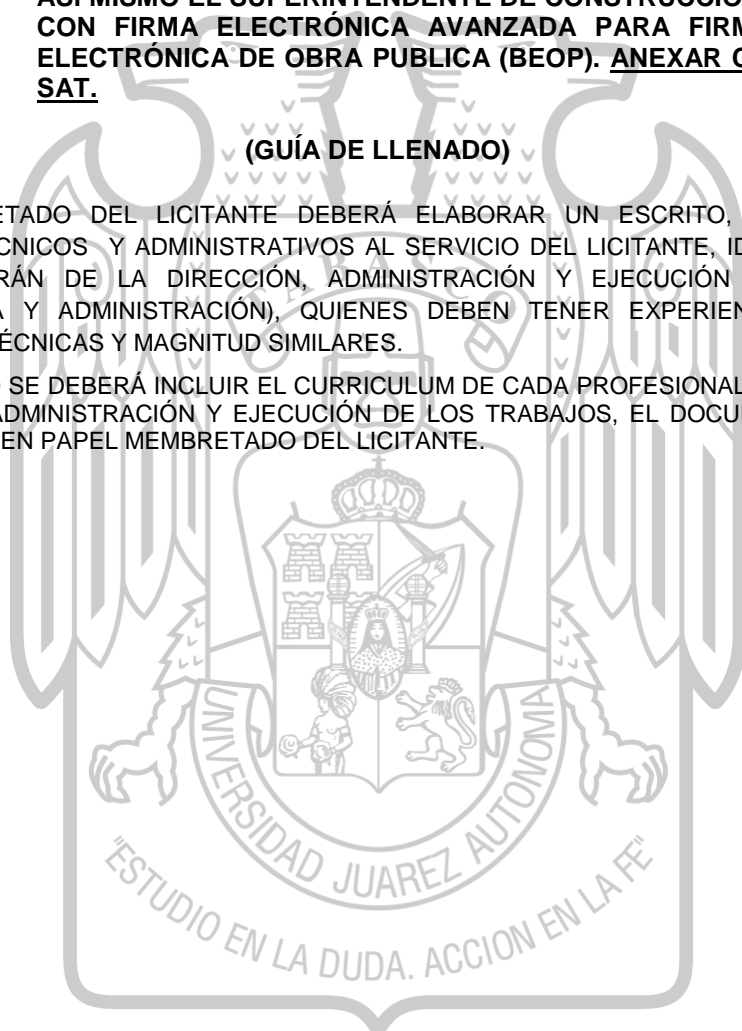 ASI MISMO EL SUPERINTENDENTE DE CONSTRUCCIO
CON FIRMA ELECTRÓNICA AVANZADA PARA FIRM
ELECTRÓNICA DE OBRA PUBLICA (BEOP). ANEXAR C
SAT.
(GUÍA DE LLENADO)
ETADO DEL LICITANTE DEBERÁ ELABORAR UN ESCRITO,
CNICOS Y ADMINISTRATIVOS AL SERVICIO DEL LICITANTE, ID
RÁN DE LA DIRECCIÓN, ADMINISTRACIÓN Y EJECUCIÓN
A Y ADMINISTRACIÓN), QUIENES DEBEN TENER EXPERIEN
ÉCNICAS Y MAGNITUD SIMILARES.
O SE DEBERÁ INCLUIR EL CURRICULUM DE CADA PROFESIONAL
ADMINISTRACIÓN Y EJECUCIÓN DE LOS TRABAJOS, EL DOCU
EN PAPEL MEMBRETADO DEL LICITANTE.
TABASCO
UNIVERSIDAD JUAREZ AUTONOMA
"ESTUDIO EN LA DUDA. ACCION EN LA FE"